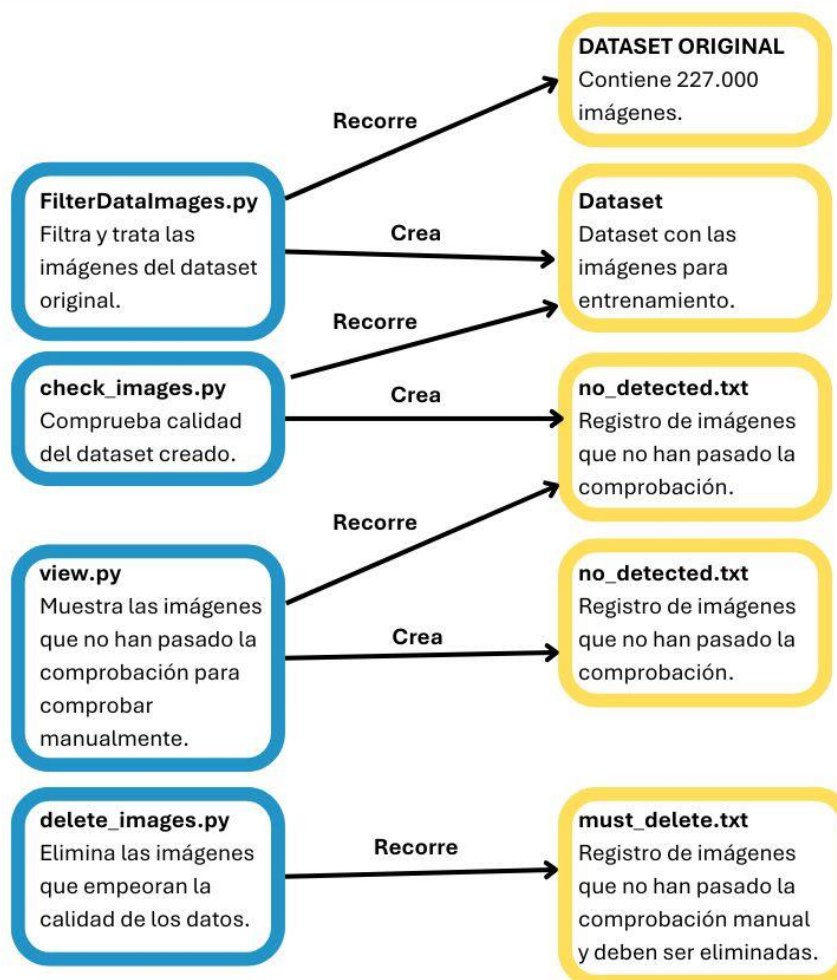 DATASET ORIGINAL
Contiene 227.000
imágenes.
Recorre
FilterDataImages.py
Filtra y trata las
imágenes del dataset
original.
Crea
Dataset
Dataset con las
imágenes para
entrenamiento.
Recorre
check_images.py
Comprueba calidad
del dataset creado.
Crea
no_detected.txt
Registro de imágenes
que no han pasado la
comprobación.
Recorre
view.py
Muestra las imágenes
que no han pasado la
comprobación para
comprobar
manualmente.
Crea
no_detected.txt
Registro de imágenes
que no han pasado la
comprobación.
delete_images.py
Elimina las imágenes
que empeoran la
calidad de los datos.
Recorre
must_delete.txt
Registro de imágenes
que no han pasado la
comprobación manual
y deben ser eliminadas.